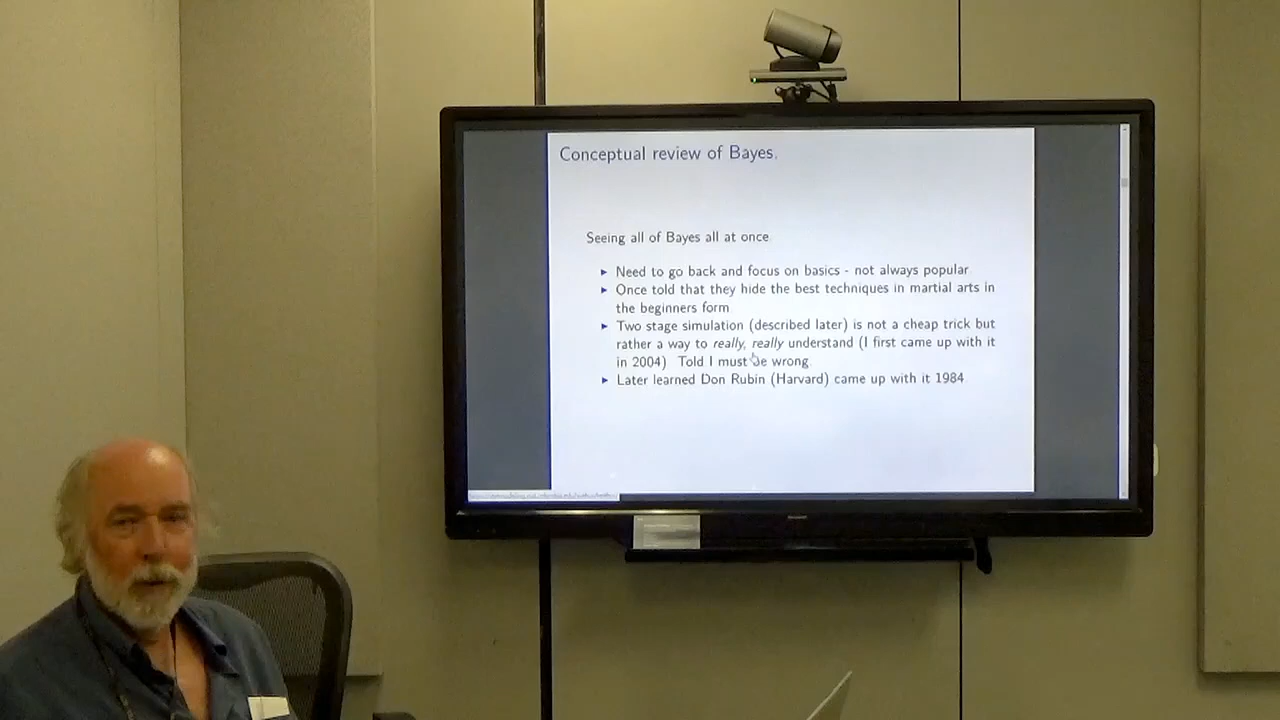 Conceptual review of Bayes.
Seeing all of Bayes all at once
► Need to go back and focus on basics - not always popular
► Once told that they hide the best techniques in martial arts in
the beginners form
► Two stage simulation (described later) is not a cheap trick but
rather a way to really, really understand (I first came up with it
in 2004) Told I must be wrong
► Later learned Don Rubin (Harvard) came up with it 1984